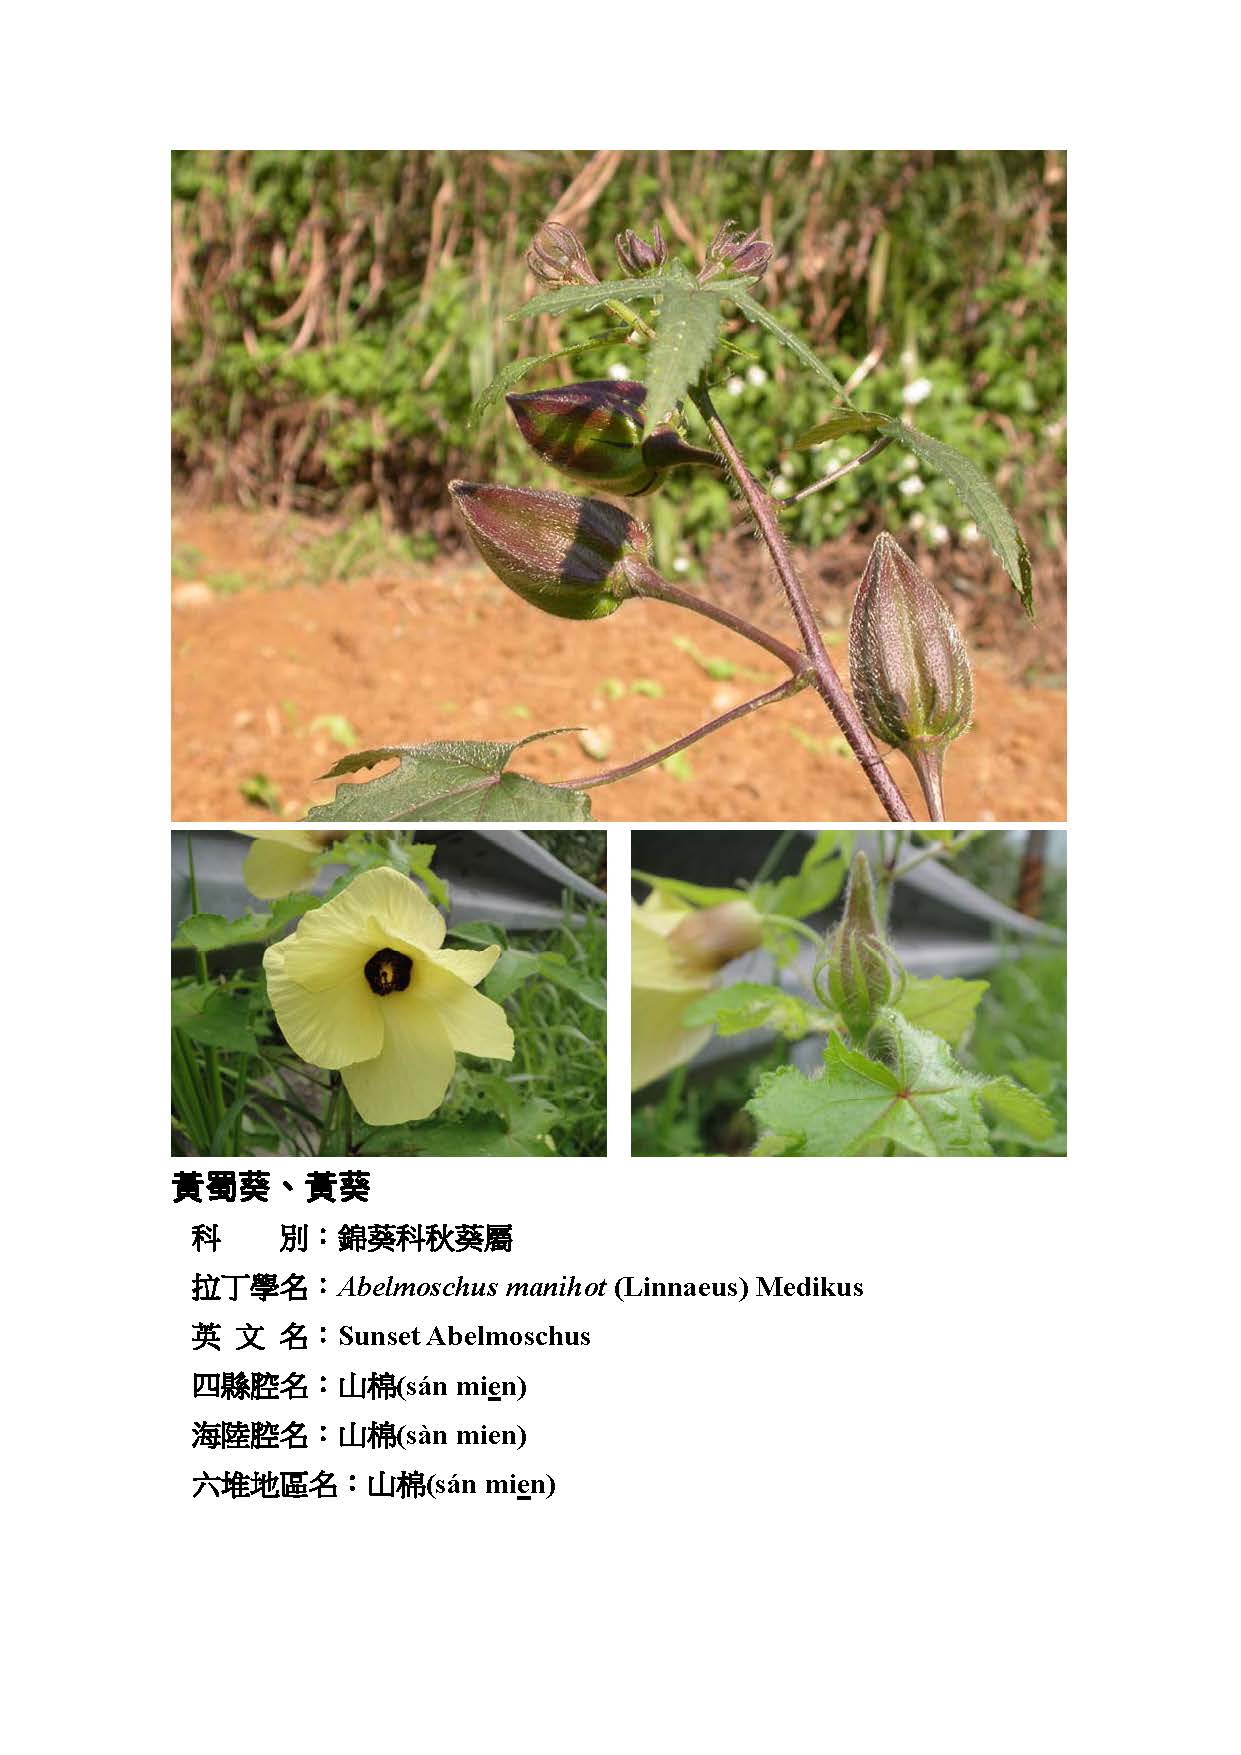 黃蜀葵、黃葵
科　　別：錦葵科秋葵屬
拉丁學名：Abelmoschus manihot (Linnaeus) Medikus
英 文 名：Sunset Abelmoschus
四縣腔名：山棉(sán mien)
海陸腔名：山棉(sàn mien)
六堆地區名：山棉(sán mien)